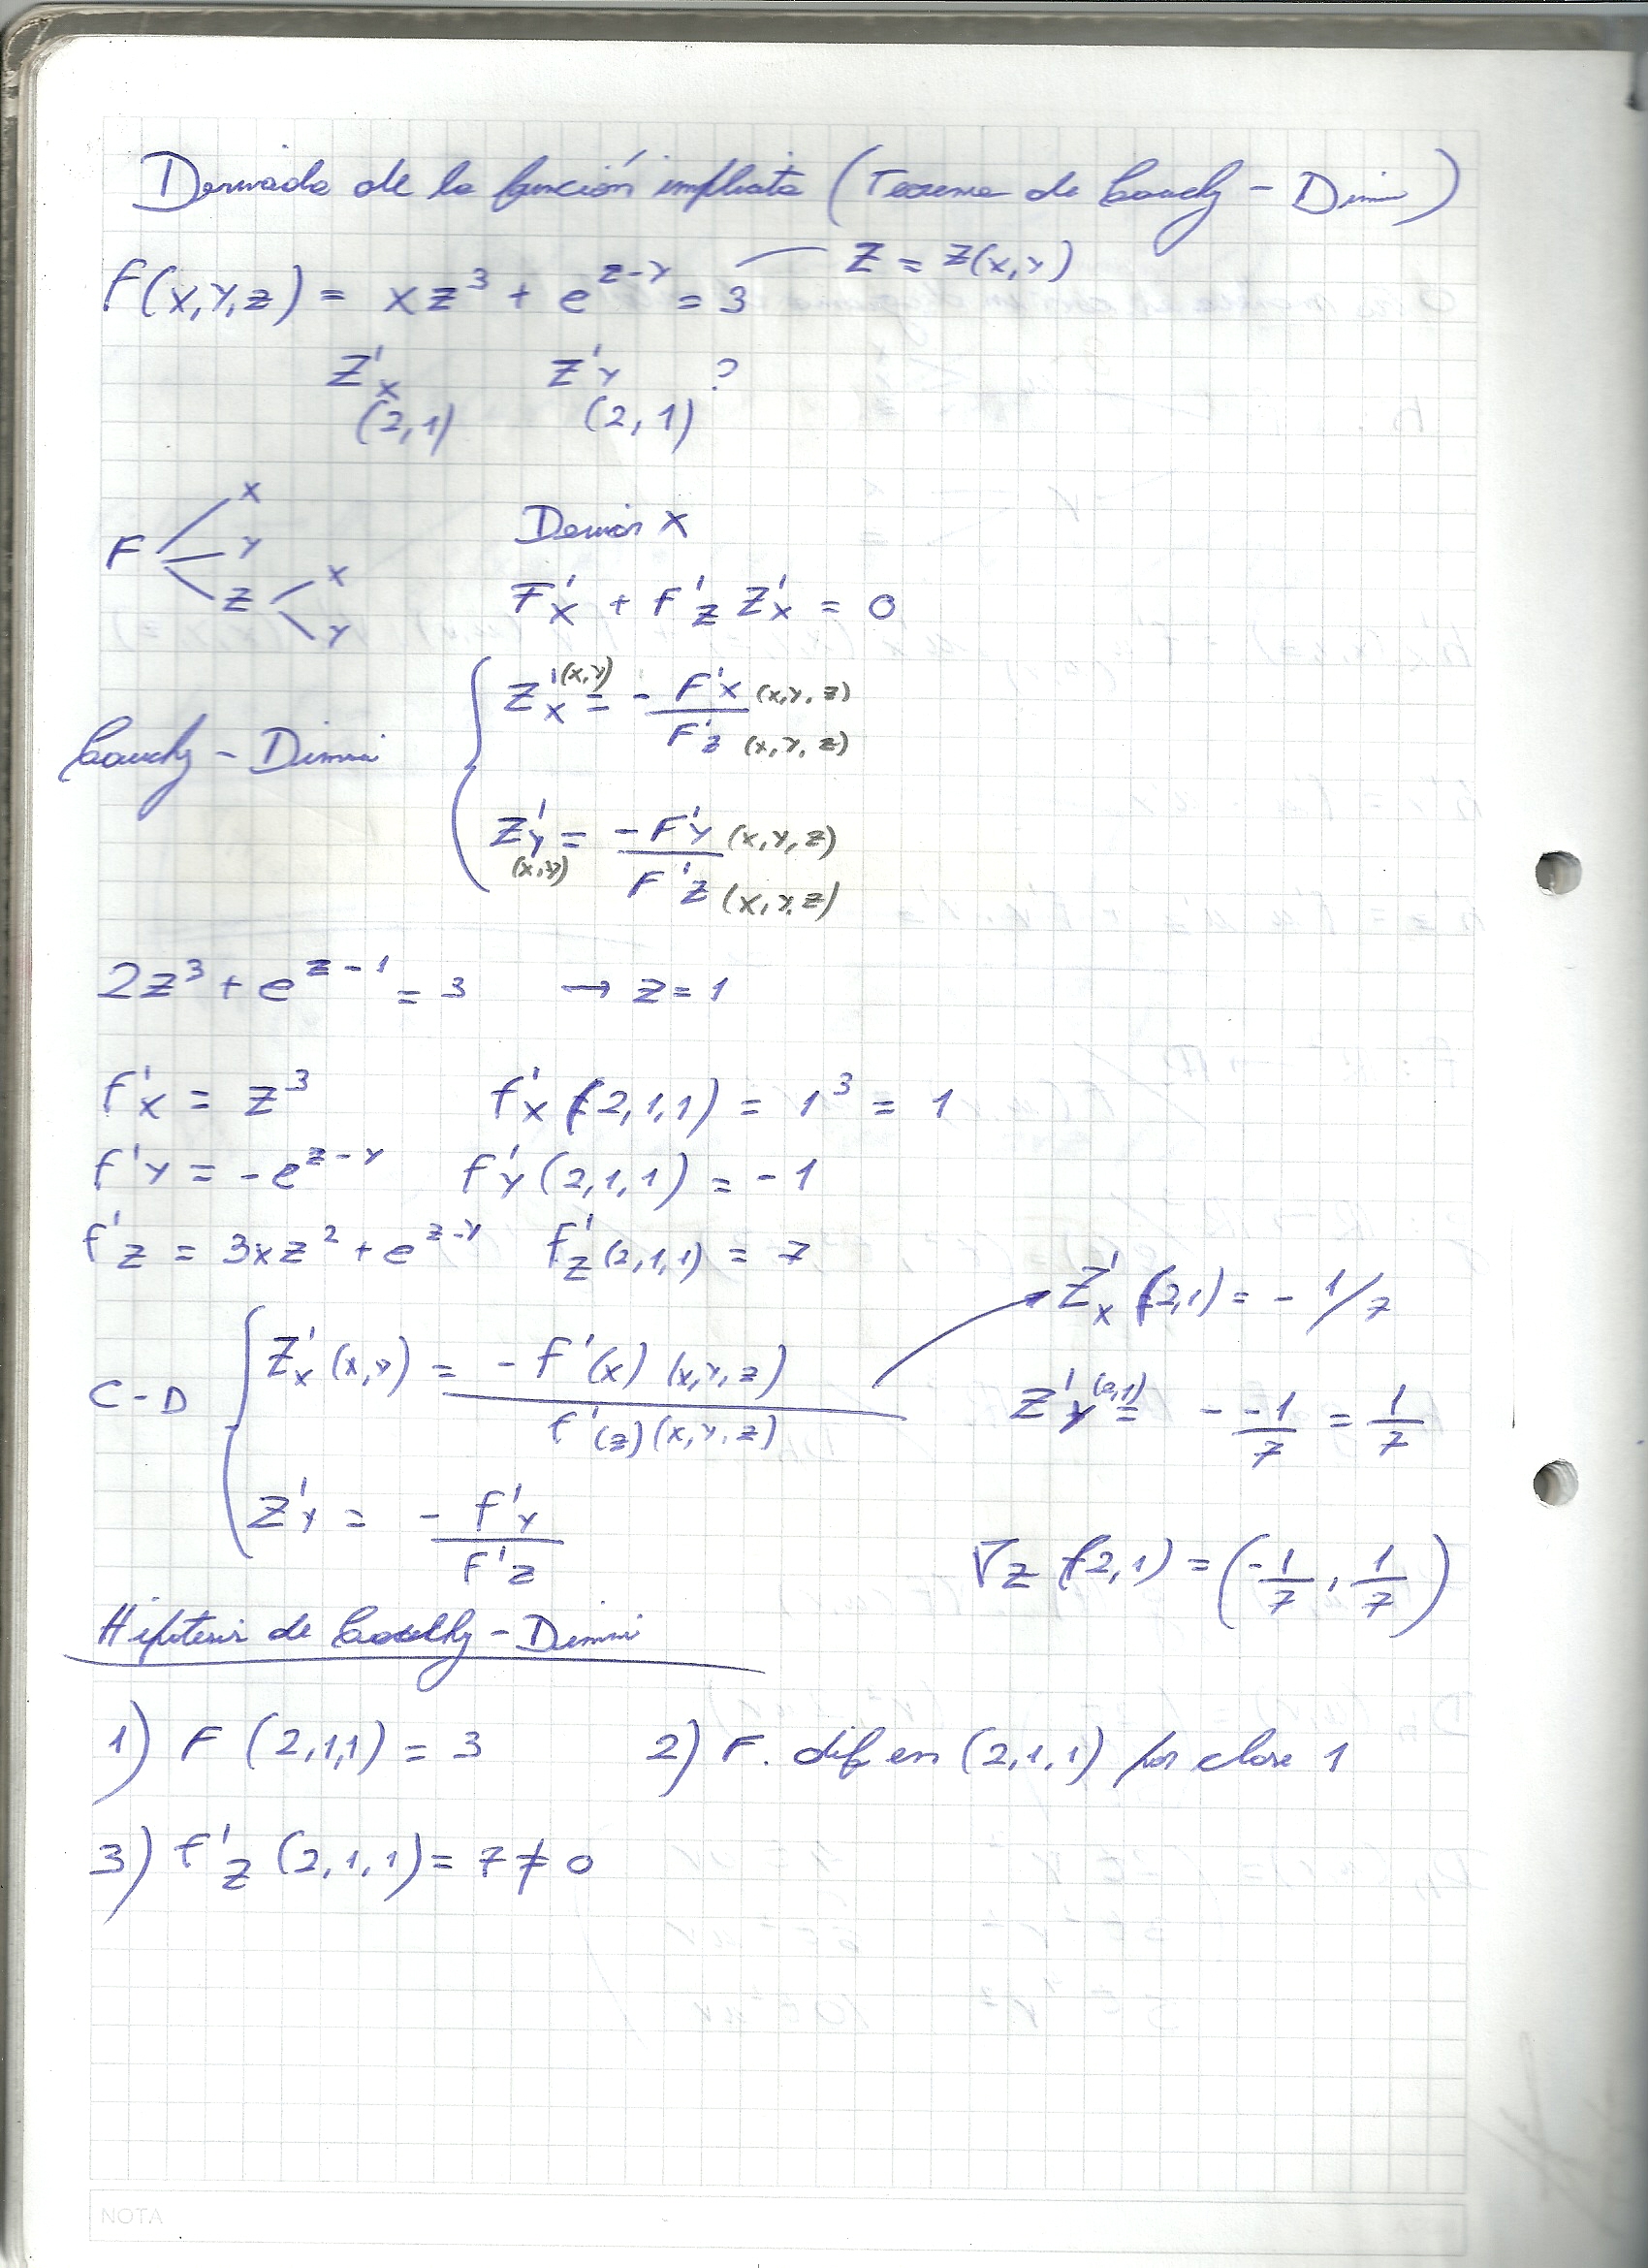 Derivada de la función implícita (Teorema de Cauchy - Dini)
f(x,y,z) = xz³ + e^(z-y) = 3 — z = z(x,y)
z'x (2,1) z'y (2,1) ?
F x y z x y
Derivar x
F'x + F'z z'x = 0
Cauchy - Dini
z'x (x,y) = - F'x (x,y,z) / F'z (x,y,z)
z'y (x,y) = -F'y (x,y,z) / F'z (x,y,z)
2z³ + e^(z-1) = 3 → z = 1
f'x = z³ f'x (2,1,1) = 1³ = 1
f'y = -e^(z-y) f'y (2,1,1) = -1
f'z = 3xz² + e^(z-y) f'z (2,1,1) = 7
C-D
z'x (x,y) = -f'(x) (x,y,z) / f'(z) (x,y,z) → z'x (2,1) = - 1/7
z'y (2,1) = - -1/7 = 1/7
z'y = - f'y / f'z
∇z (2,1) = (-1/7, 1/7)
Hipótesis de Cauchy - Dini
1) F (2,1,1) = 3 2) F. dif en (2,1,1) por clase 1
3) f'z (2,1,1) = 7 ≠ 0
NOTA